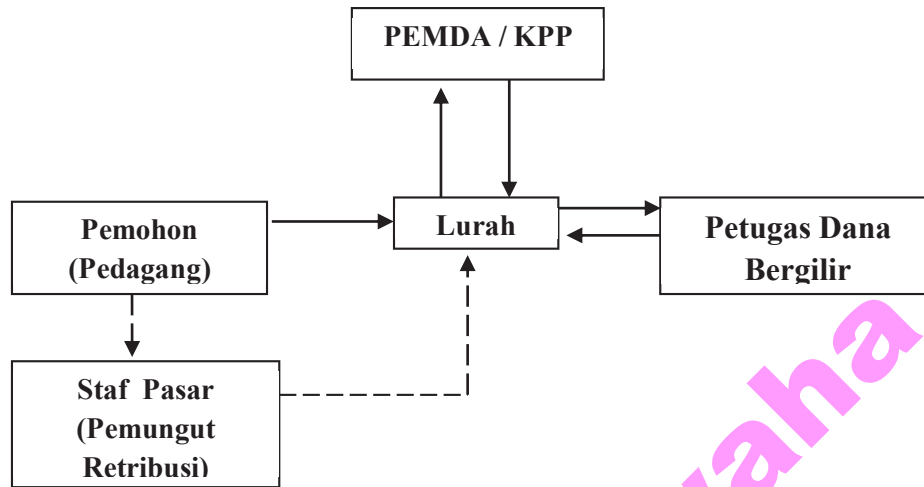 PEMDA / KPP
Pemohon
(Pedagang)
Lurah
Petugas Dana
Bergilir
Staf Pasar
(Pemungut
Retribusi)